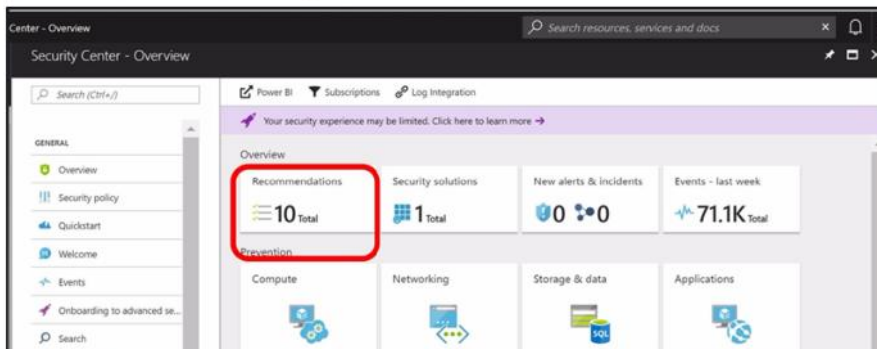 Center - Overview
Search resources, services and docs
Security Center - Overview
Search (Ctrl+/)
Power BI Subscriptions Log Integration
Your security experience may be limited. Click here to learn more →
GENERAL
Overview
Security policy
Quickstart
Welcome
Events
Onboarding to advanced se...
Search
Overview
Recommendations
10 Total
Security solutions
1 Total
New alerts & incidents
0 0
Events - last week
71.1K Total
Prevention
Compute
Networking
Storage & data
SQL
Applications